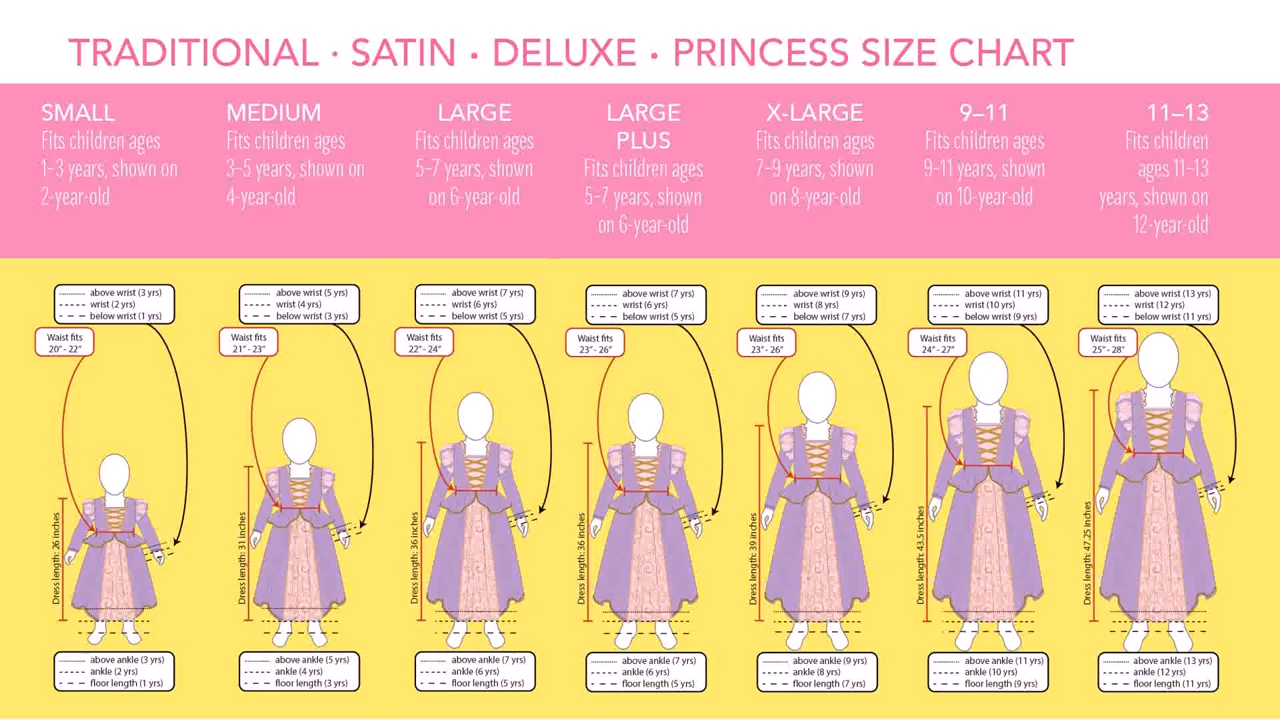 TRADITIONAL · SATIN · DELUXE · PRINCESS SIZE CHART
SMALL
Fits children ages
1-3 years, shown on
2-year-old
MEDIUM
Fits children ages
3-5 years, shown on
4-year-old
LARGE
Fits children ages
5-7 years, shown
on 6-year-old
LARGE
PLUS
Fits children ages
5-7 years, shown
on 6-year-old
X-LARGE
Fits children ages
7-9 years, shown
on 8-year-old
9–11
Fits children ages
9-11 years, shown
on 10-year-old
11–13
Fits children
ages 11-13
years, shown on
12-year-old
above wrist (3 yrs)
wrist (2 yrs)
below wrist (1 yrs)
Waist fits
20"- 22"
Dress length: 26 inches
above ankle (3 yrs)
ankle (2 yrs)
floor length (1 yrs)
above wrist (5 yrs)
wrist (4 yrs)
below wrist (3 yrs)
Waist fits
21"- 23"
Dress length: 31 inches
above ankle (5 yrs)
ankle (4 yrs)
floor length (3 yrs)
above wrist (7 yrs)
wrist (6 yrs)
below wrist (5 yrs)
Waist fits
22"- 24"
Dress length: 36 inches
above ankle (7 yrs)
ankle (6 yrs)
floor length (5 yrs)
above wrist (7 yrs)
wrist (6 yrs)
below wrist (5 yrs)
Waist fits
23"- 26"
Dress length: 36 inches
above ankle (7 yrs)
ankle (6 yrs)
floor length (5 yrs)
above wrist (9 yrs)
wrist (8 yrs)
below wrist (7 yrs)
Waist fits
23"- 26"
Dress length: 39 inches
above ankle (9 yrs)
ankle (8 yrs)
floor length (7 yrs)
above wrist (11 yrs)
wrist (10 yrs)
below wrist (9 yrs)
Waist fits
24"- 27"
Dress length: 43.5 inches
above ankle (11 yrs)
ankle (10 yrs)
floor length (9 yrs)
above wrist (13 yrs)
wrist (12 yrs)
below wrist (11 yrs)
Waist fits
25"- 28"
Dress length: 47.25 inches
above ankle (13 yrs)
ankle (12 yrs)
floor length (11 yrs)